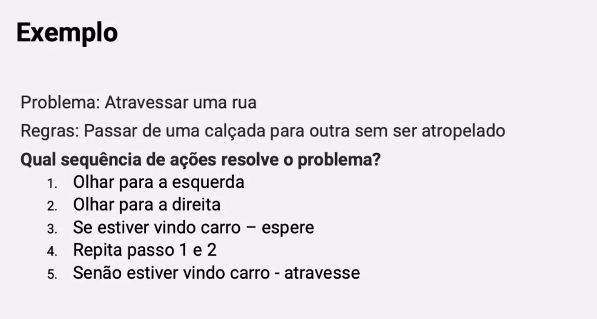 Exemplo
Problema: Atravessar uma rua
Regras: Passar de uma calçada para outra sem ser atropelado
Qual sequência de ações resolve o problema?
1. Olhar para a esquerda
2. Olhar para a direita
3. Se estiver vindo carro – espere
4. Repita passo 1 e 2
5. Senão estiver vindo carro - atravesse